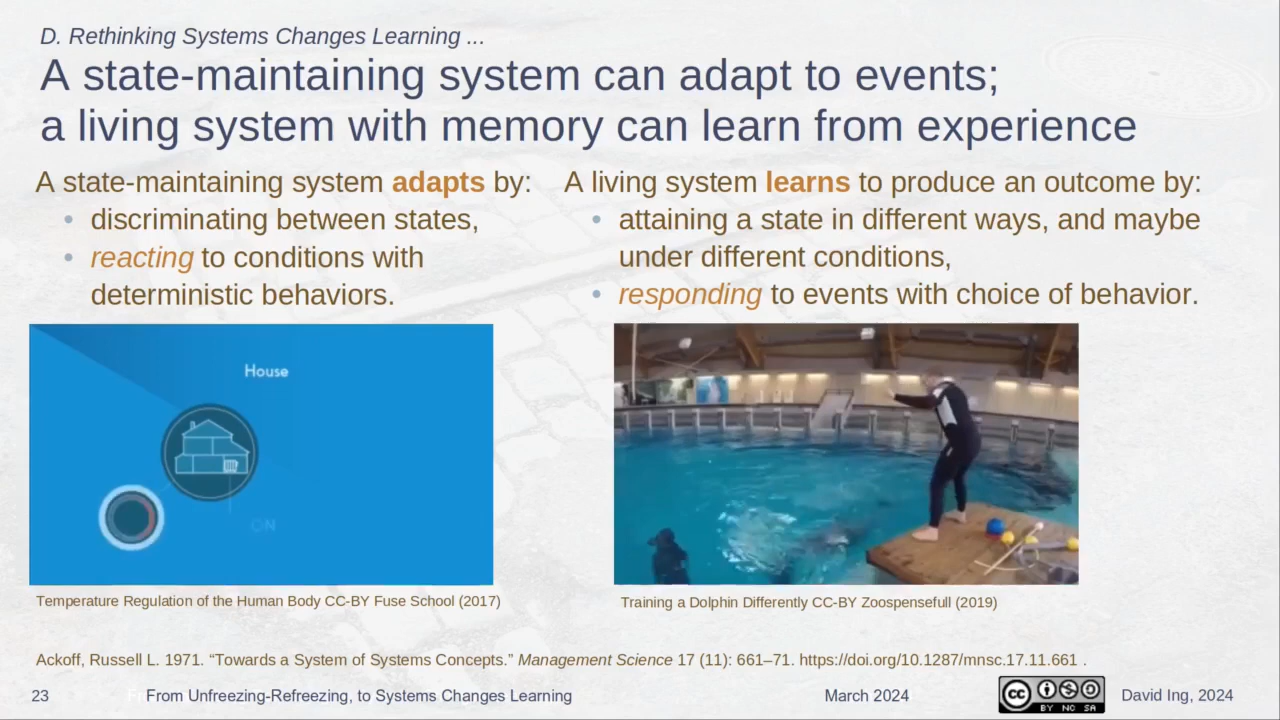 D. Rethinking Systems Changes Learning ...
A state-maintaining system can adapt to events;
a living system with memory can learn from experience
A state-maintaining system adapts by:
• discriminating between states,
• reacting to conditions with
deterministic behaviors.
A living system learns to produce an outcome by:
• attaining a state in different ways, and maybe
under different conditions,
• responding to events with choice of behavior.
House
ON
Temperature Regulation of the Human Body CC-BY Fuse School (2017)
Training a Dolphin Differently CC-BY Zoospensefull (2019)
Ackoff, Russell L. 1971. “Towards a System of Systems Concepts.” Management Science 17 (11): 661–71. https://doi.org/10.1287/mnsc.17.11.661 .
23 From Unfreezing-Refreezing, to Systems Changes Learning March 2024 cc BY NC SA David Ing, 2024